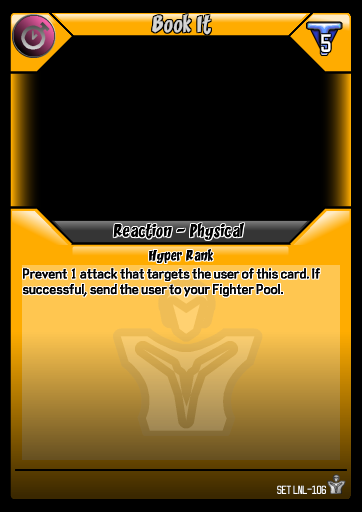 Book It
5
Reaction - Physical
Hyper Rank
Prevent 1 attack that targets the user of this card. If
successful, send the user to your Fighter Pool.
SET LNL-106